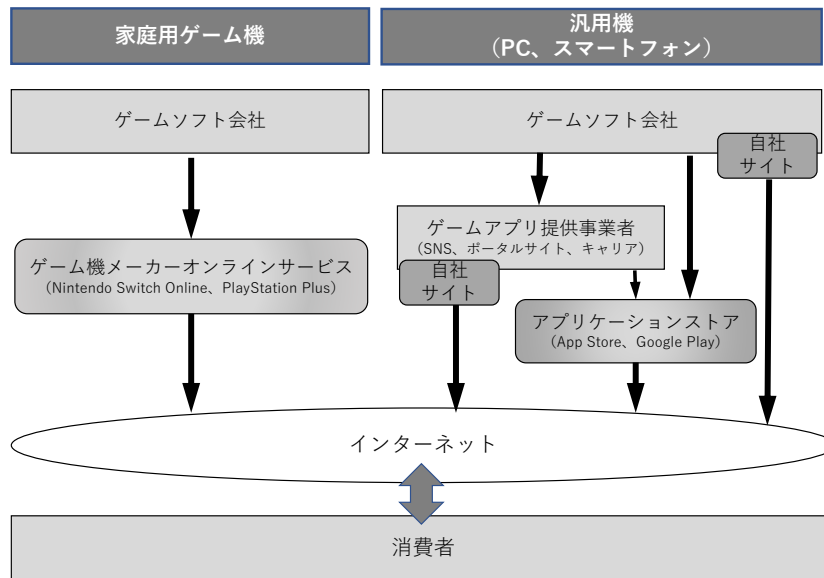 家庭用ゲーム機
汎用機
（PC、スマートフォン）
ゲームソフト会社
ゲームソフト会社
自社
サイト
ゲームアプリ提供事業者
（SNS、ポータルサイト、キャリア）
ゲーム機メーカーオンラインサービス
（Nintendo Switch Online、PlayStation Plus）
自社
サイト
アプリケーションストア
（App Store、Google Play）
インターネット
消費者